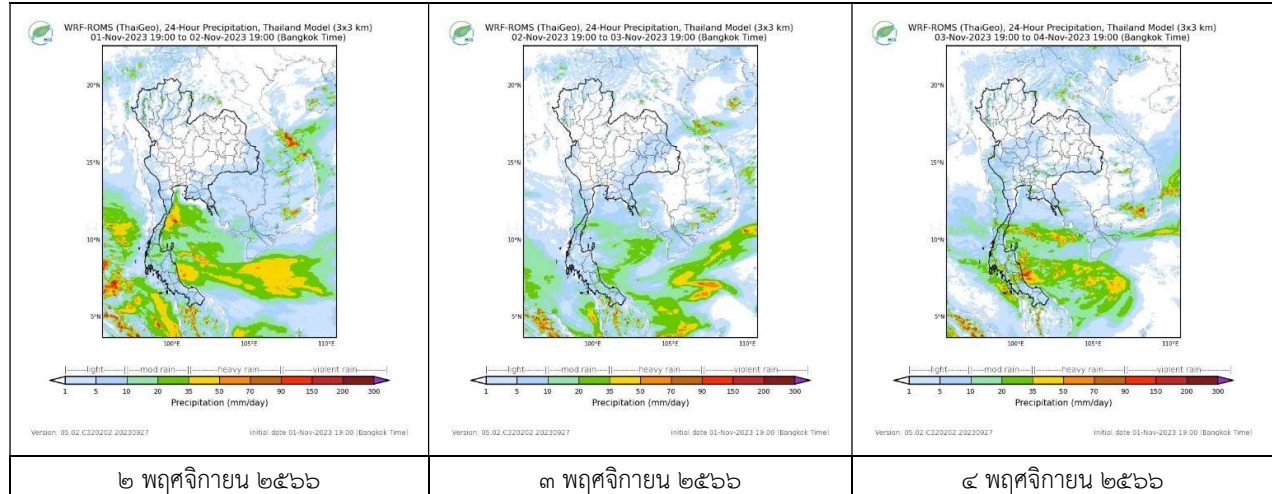 WRF-ROMS (ThaiGeo), 24-Hour Precipitation, Thailand Model (3x3 km)
01-Nov-2023 19:00 to 02-Nov-2023 19:00 (Bangkok Time)
20°N
15°N
10°N
5°N
100°E
105°E
110°E
light
mod rain
heavy rain
violent rain
1 5 10 20 35 50 70 90 150 200 300
Precipitation (mm/day)
Version: 05.02.C320202.20230927
initial date 01-Nov-2023 19:00 (Bangkok Time)
๒ พฤศจิกายน ๒๕๖๖
WRF-ROMS (ThaiGeo), 24-Hour Precipitation, Thailand Model (3x3 km)
02-Nov-2023 19:00 to 03-Nov-2023 19:00 (Bangkok Time)
20°N
15°N
10°N
5°N
100°E
105°E
110°E
light
mod rain
heavy rain
violent rain
1 5 10 20 35 50 70 90 150 200 300
Precipitation (mm/day)
Version: 05.02.C320202.20230927
initial date 01-Nov-2023 19:00 (Bangkok Time)
๓ พฤศจิกายน ๒๕๖๖
WRF-ROMS (ThaiGeo), 24-Hour Precipitation, Thailand Model (3x3 km)
03-Nov-2023 19:00 to 04-Nov-2023 19:00 (Bangkok Time)
20°N
15°N
10°N
5°N
100°E
105°E
110°E
light
mod rain
heavy rain
violent rain
1 5 10 20 35 50 70 90 150 200 300
Precipitation (mm/day)
Version: 05.02.C320202.20230927
initial date 01-Nov-2023 19:00 (Bangkok Time)
๔ พฤศจิกายน ๒๕๖๖